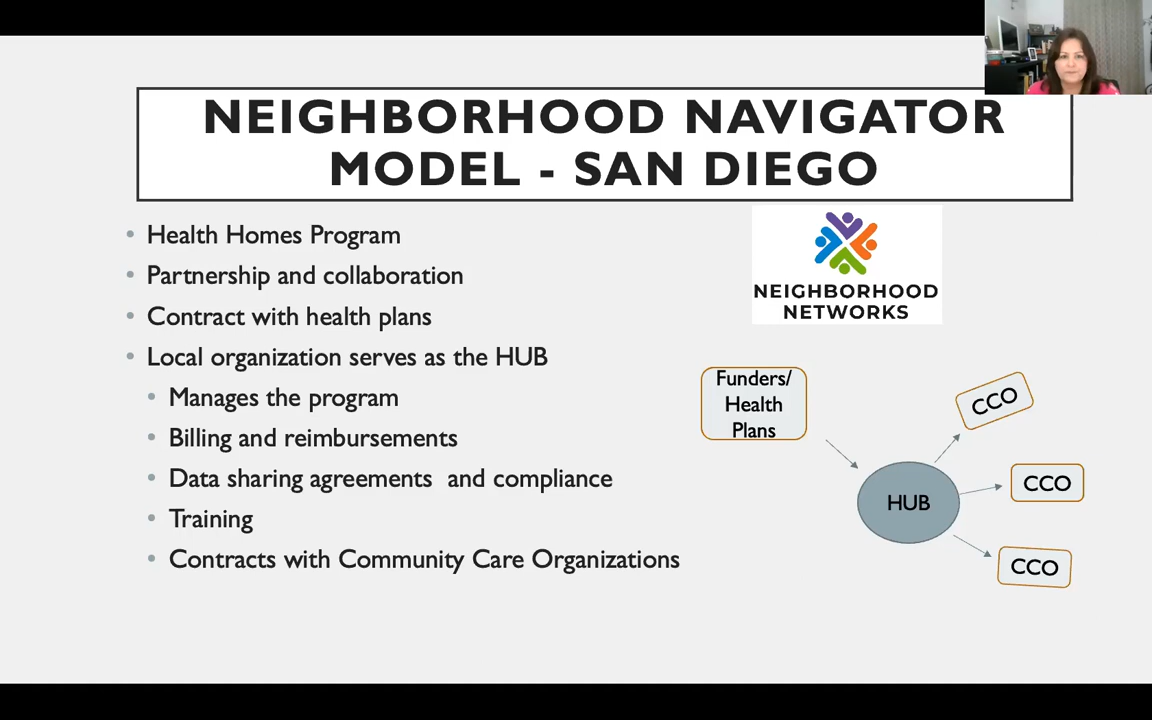 NEIGHBORHOOD NAVIGATOR
MODEL - SAN DIEGO
• Health Homes Program
• Partnership and collaboration
• Contract with health plans
• Local organization serves as the HUB
• Manages the program
• Billing and reimbursements
• Data sharing agreements  and compliance
• Training
• Contracts with Community Care Organizations
NEIGHBORHOOD
NETWORKS
Funders/
Health
Plans
HUB
CCO
CCO
CCO